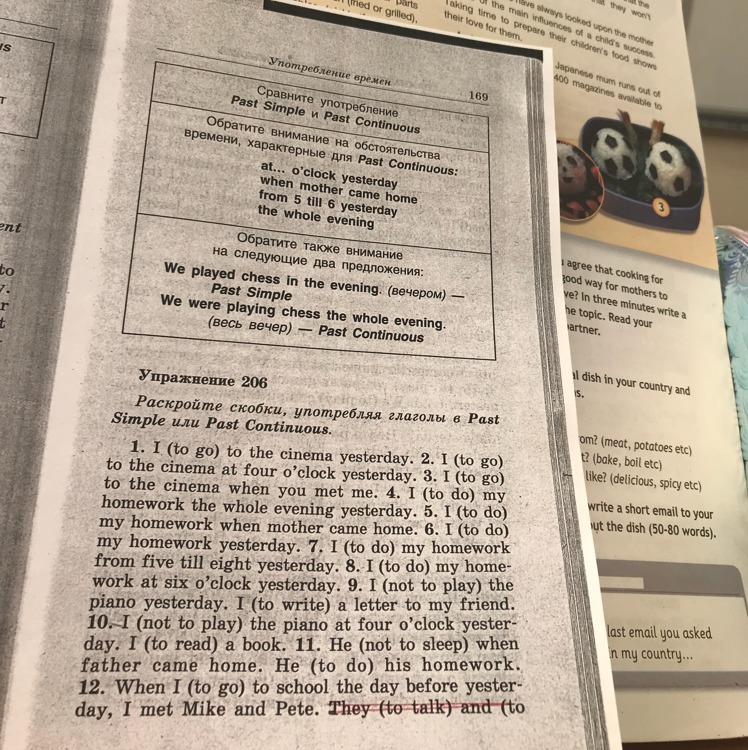 Употребление времен
169
Сравните употребление
Past Simple и Past Continuous
Обратите внимание на обстоятельства
времени, характерные для Past Continuous:
at... o'clock yesterday
when mother came home
from 5 till 6 yesterday
the whole evening
Обратите также внимание
на следующие два предложения:
We played chess in the evening. (вечером) —
Past Simple
We were playing chess the whole evening.
(весь вечер) — Past Continuous
Упражнение 206
Раскройте скобки, употребляя глаголы в Past
Simple или Past Continuous.
1. I (to go) to the cinema yesterday. 2. I (to go)
to the cinema at four o'clock yesterday. 3. I (to go)
to the cinema when you met me. 4. I (to do) my
homework the whole evening yesterday. 5. I (to do)
my homework when mother came home. 6. I (to do)
my homework yesterday. 7. I (to do) my homework
from five till eight yesterday. 8. I (to do) my home-
work at six o'clock yesterday. 9. I (not to play) the
piano yesterday. I (to write) a letter to my friend.
10. I (not to play) the piano at four o'clock yester-
day. I (to read) a book. 11. He (not to sleep) when
father came home. He (to do) his homework.
12. When I (to go) to school the day before yester-
day, I met Mike and Pete. They (to talk) and (to
parts
(fried or grilled),
that they won't
have always looked upon the mother
of the main influences of a child's success.
Taking time to prepare their children's food shows
their love for them.
Japanese mum runs out of
400 magazines available to
3
agree that cooking for
good way for mothers to
ve? In three minutes write a
he topic. Read your
partner.
al dish in your country and
s.
om? (meat, potatoes etc)
t? (bake, boil etc)
like? (delicious, spicy etc)
write a short email to your
ut the dish (50-80 words).
last email you asked
n my country...